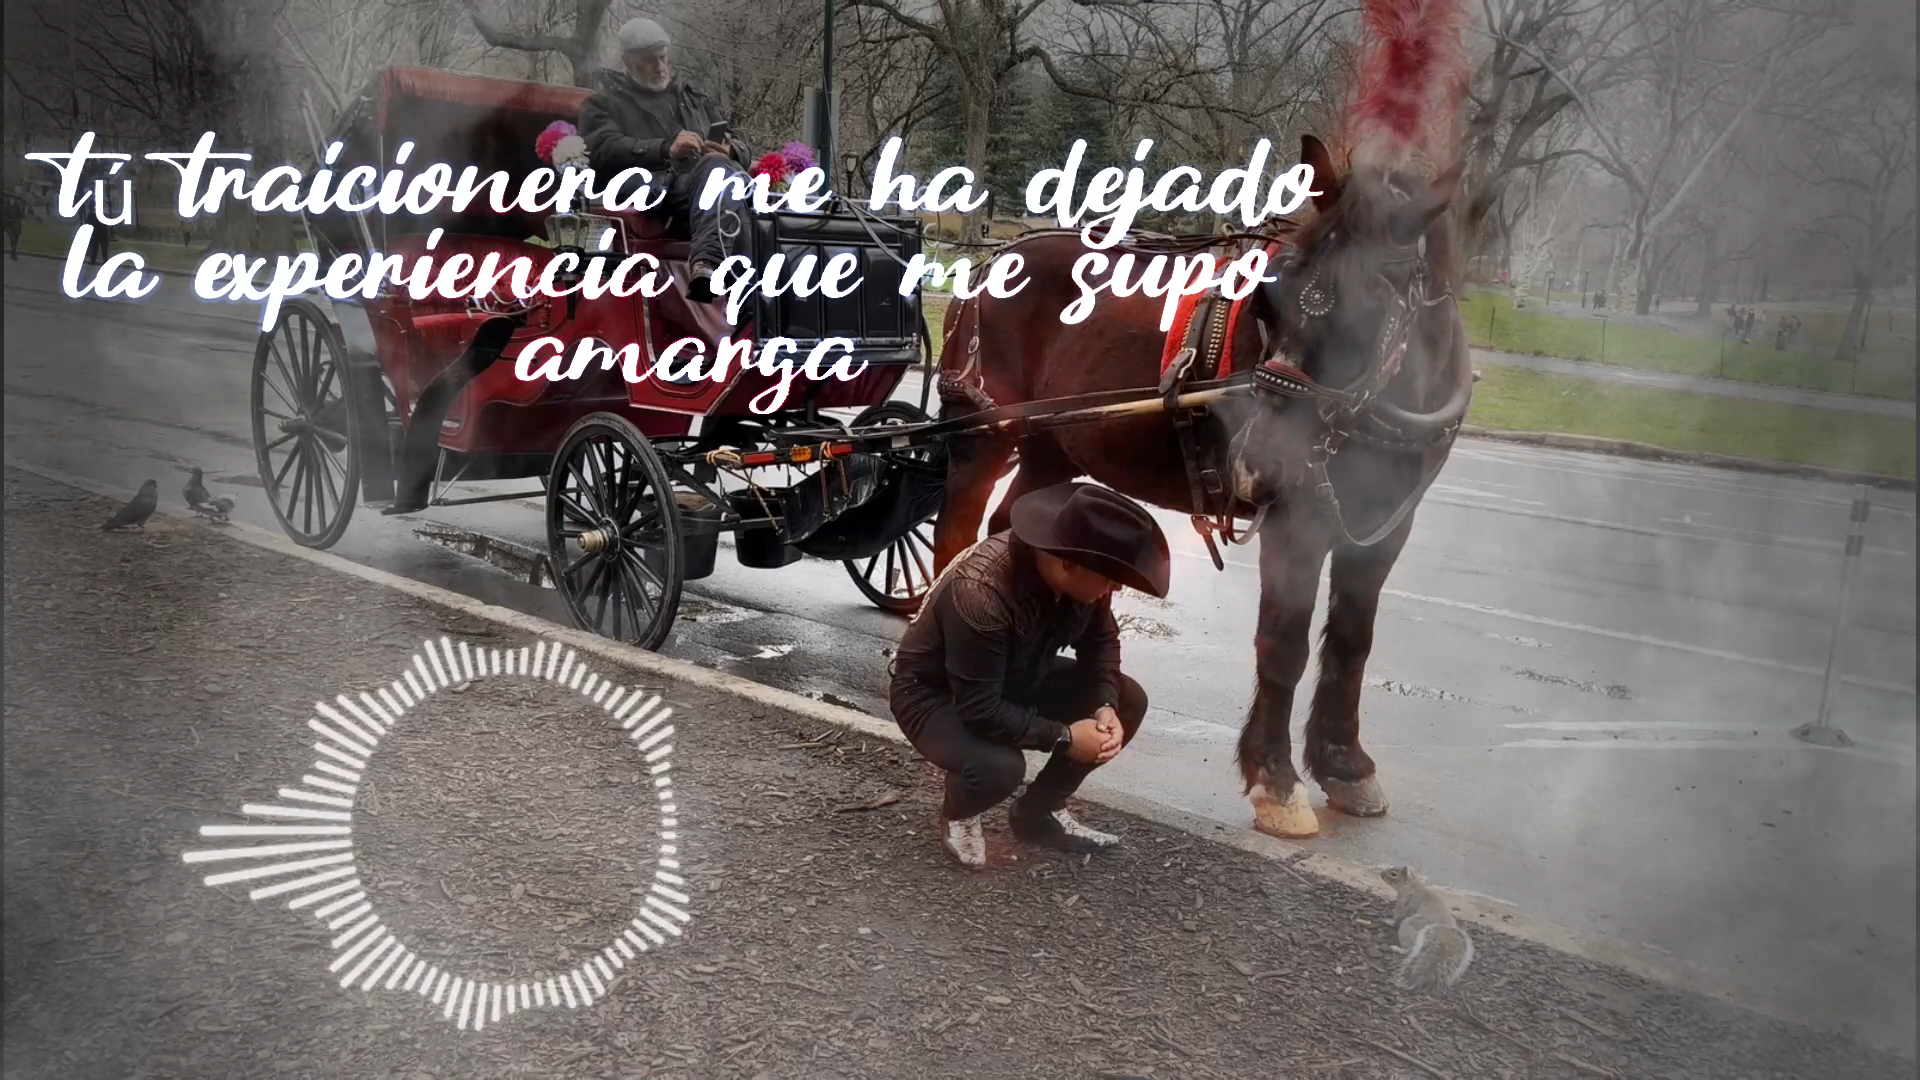 tú traicionera me ha dejado
la experiencia que me supo
amarga